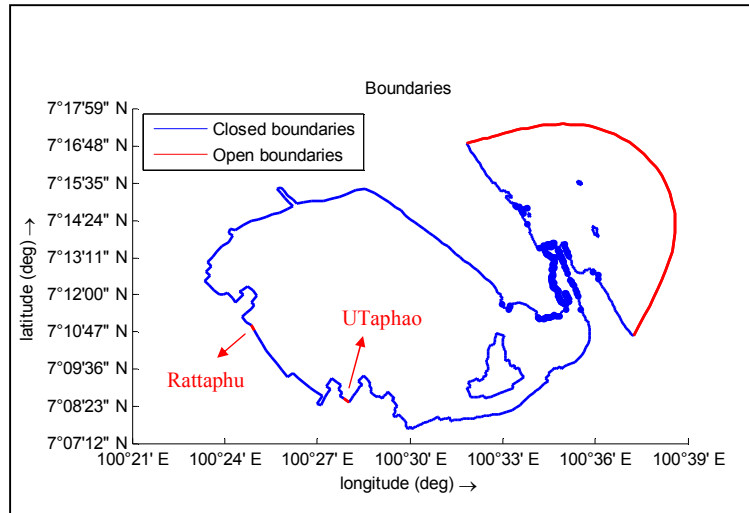 Boundaries
7°17'59" N
7°16'48" N
7°15'35" N
7°14'24" N
7°13'11" N
7°12'00" N
7°10'47" N
7°09'36" N
7°08'23" N
7°07'12" N
latitude (deg) →
Closed boundaries
Open boundaries
UTaphao
Rattaphu
100°21' E 100°24' E 100°27' E 100°30' E 100°33' E 100°36' E 100°39' E
longitude (deg) →